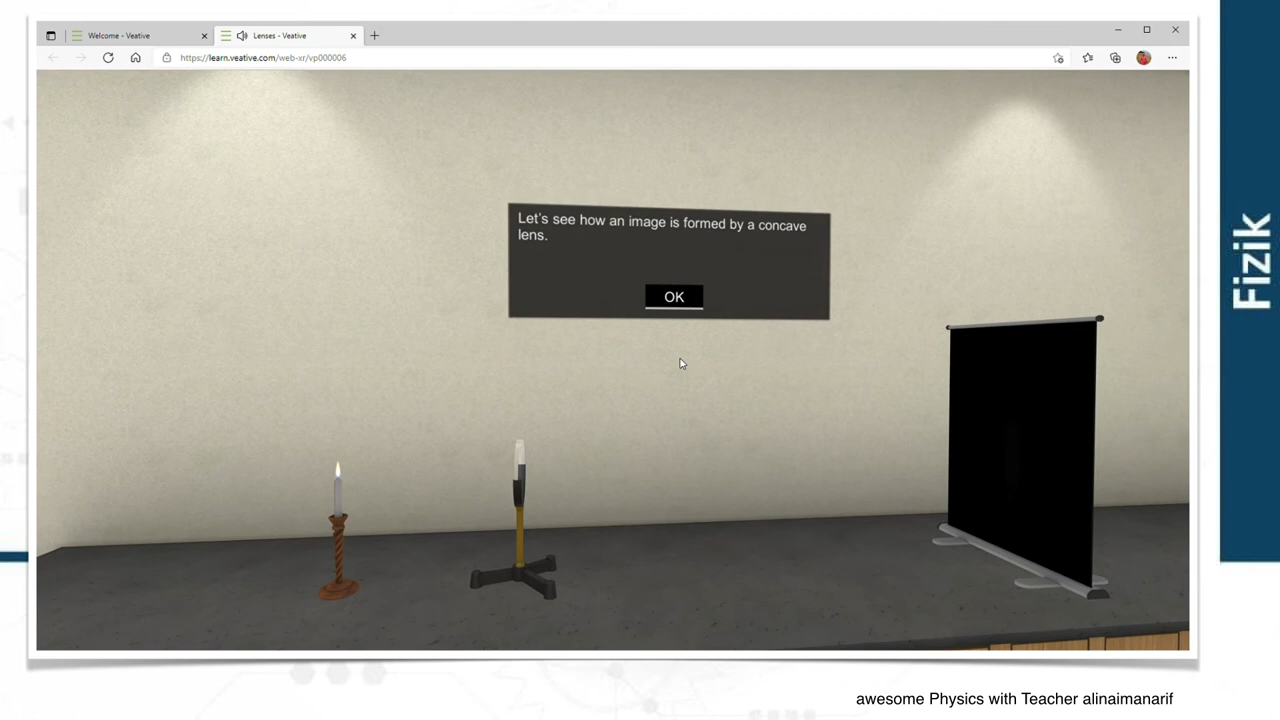 Welcome - Veative
Lenses - Veative
https://learn.veative.com/web-xr/vp000006
Let's see how an image is formed by a concave
lens.
OK
Fizik
awesome Physics with Teacher alinaimanarif